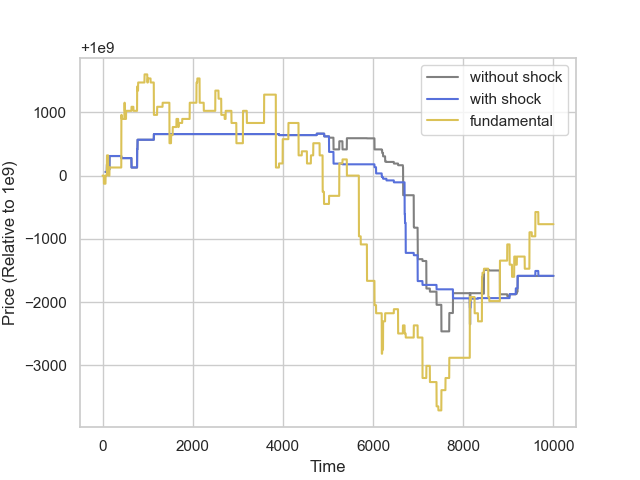 +1e9
without shock
with shock
fundamental
1000
0
−1000
−2000
−3000
Price (Relative to 1e9)
0
2000
4000
6000
8000
10000
Time